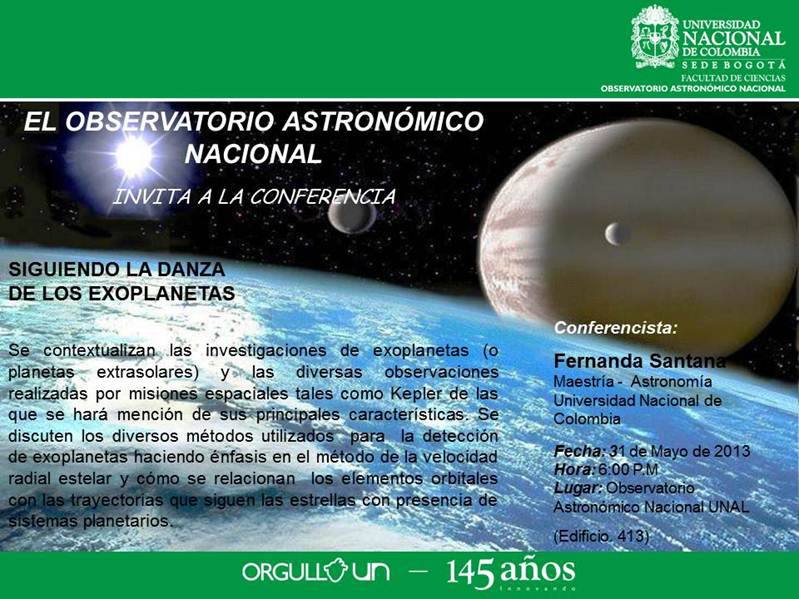 UNIVERSIDAD
NACIONAL
DE COLOMBIA
SEDE BOGOTÁ
FACULTAD DE CIENCIAS
OBSERVATORIO ASTRONÓMICO NACIONAL
EL OBSERVATORIO ASTRONÓMICO
NACIONAL
INVITA A LA CONFERENCIA
SIGUIENDO LA DANZA
DE LOS EXOPLANETAS
Se contextualizan las investigaciones de exoplanetas (o
planetas extrasolares) y las diversas observaciones
realizadas por misiones espaciales tales como Kepler de las
que se hará mención de sus principales características. Se
discuten los diversos métodos utilizados para la detección
de exoplanetas haciendo énfasis en el método de la velocidad
radial estelar y cómo se relacionan los elementos orbitales
con las trayectorias que siguen las estrellas con presencia de
sistemas planetarios.
Conferencista:
Fernanda Santana
Maestría - Astronomía
Universidad Nacional de
Colombia
Fecha: 31 de Mayo de 2013
Hora: 6:00 P.M
Lugar: Observatorio
Astronómico Nacional UNAL
(Edificio. 413)
ORGULLO UN – 145 años
Innovando